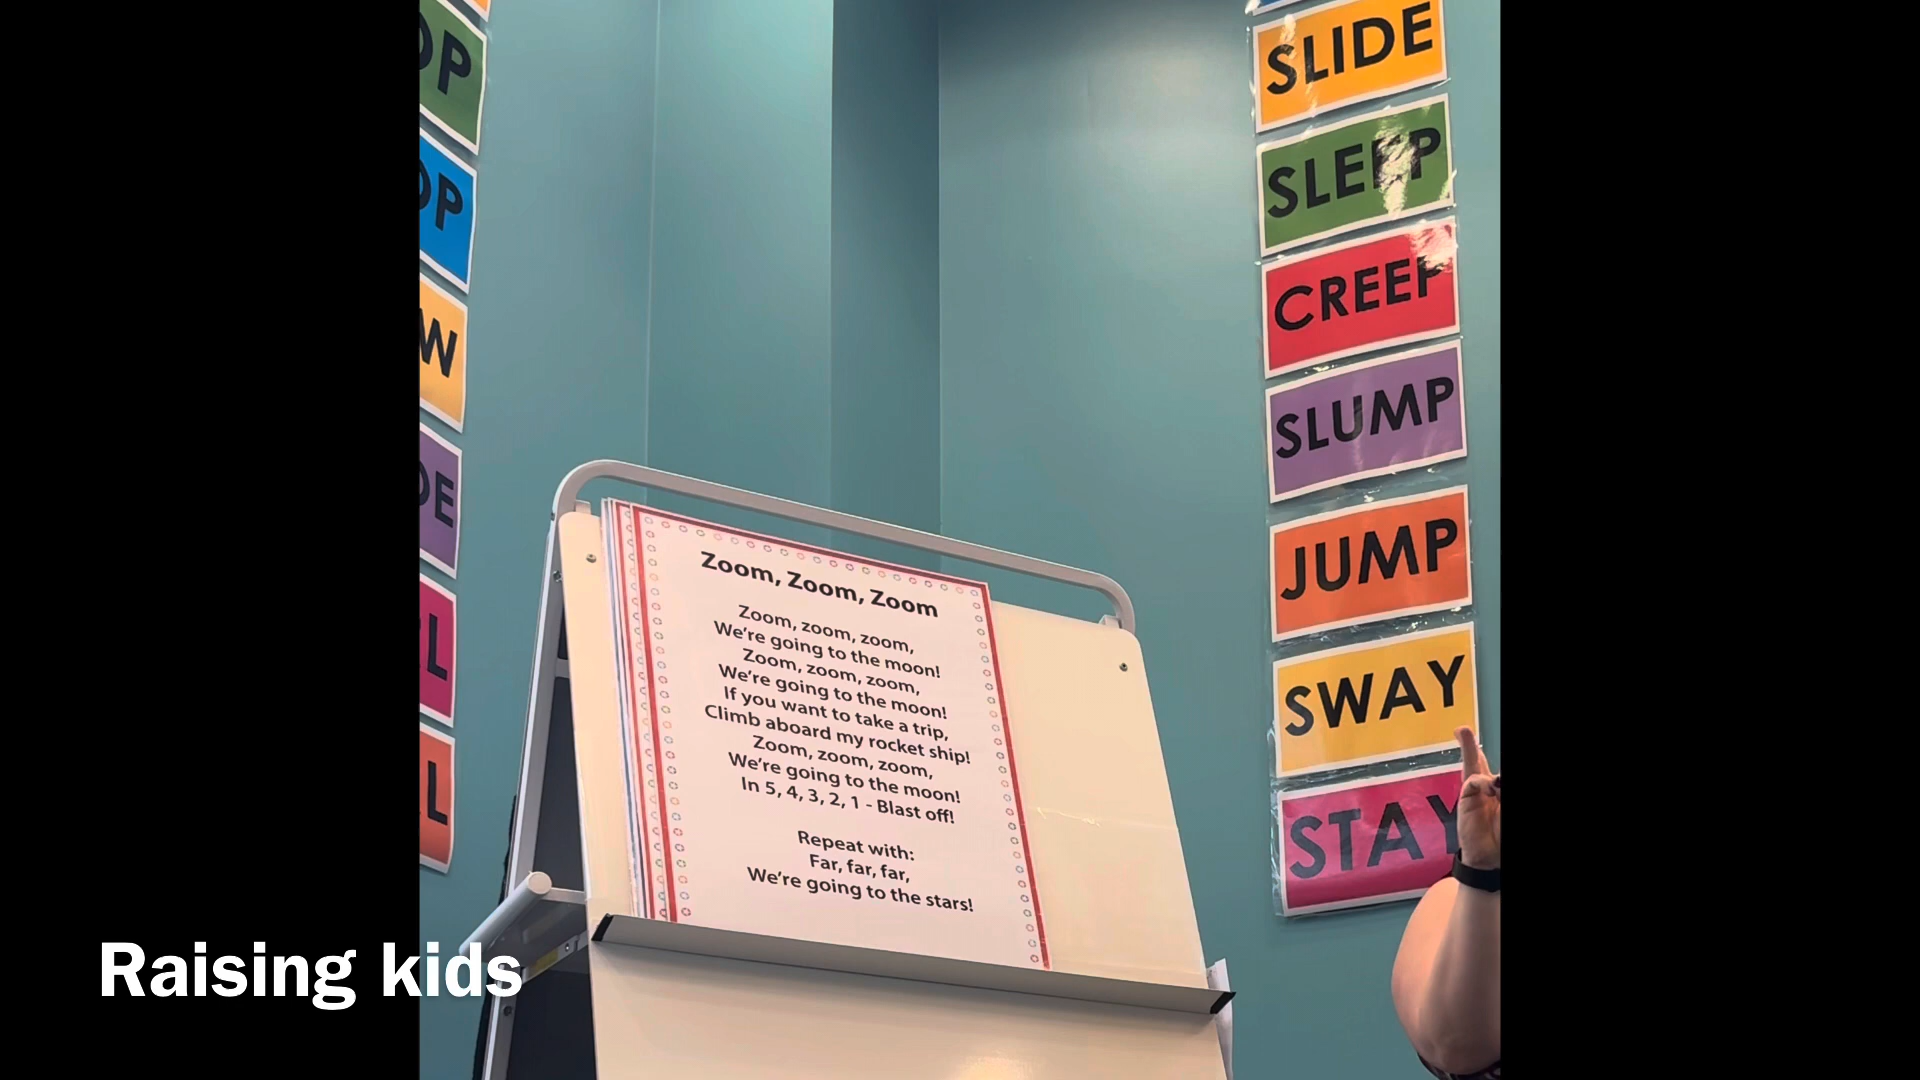 SLIDE
SLEEP
CREEP
SLUMP
JUMP
SWAY
STAY
Zoom, Zoom, Zoom
Zoom, zoom, zoom,
We're going to the moon!
Zoom, zoom, zoom,
We're going to the moon!
If you want to take a trip,
Climb aboard my rocket ship!
Zoom, zoom, zoom,
We're going to the moon!
In 5, 4, 3, 2, 1 - Blast off!
Repeat with:
Far, far, far,
We're going to the stars!
Raising kids